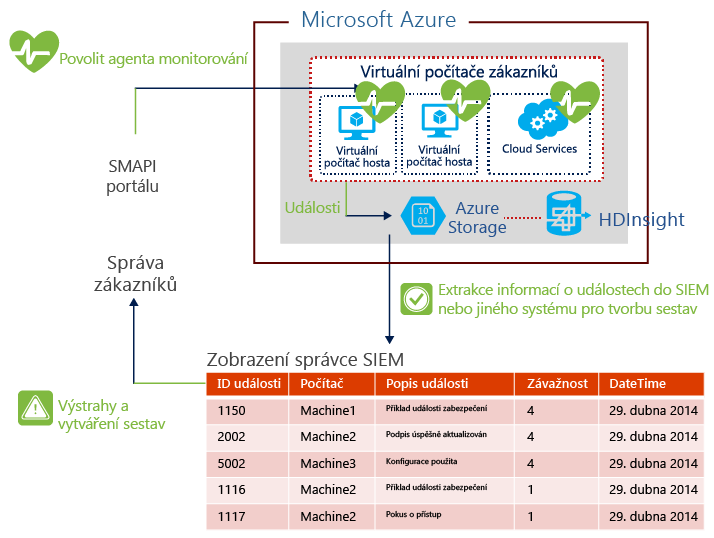 Microsoft Azure
Povolit agenta monitorování
Virtuální počítače zákazníků
Virtuální
počítač hosta
Virtuální
počítač hosta
Cloud Services
SMAPI
portálu
Události
10
01
Azure
Storage
HDInsight
Správa
zákazníků
Extrakce informací o událostech do SIEM
nebo jiného systému pro tvorbu sestav
Zobrazení správce SIEM
Výstrahy a
vytváření sestav
ID události Počítač Popis události Závažnost DateTime
1150 Machine1 Příklad události zabezpečení 4 29. dubna 2014
2002 Machine2 Podpis úspěšně aktualizován 4 29. dubna 2014
5002 Machine3 Konfigurace použita 4 29. dubna 2014
1116 Machine2 Příklad události zabezpečení 1 29. dubna 2014
1117 Machine2 Pokus o přístup 1 29. dubna 2014